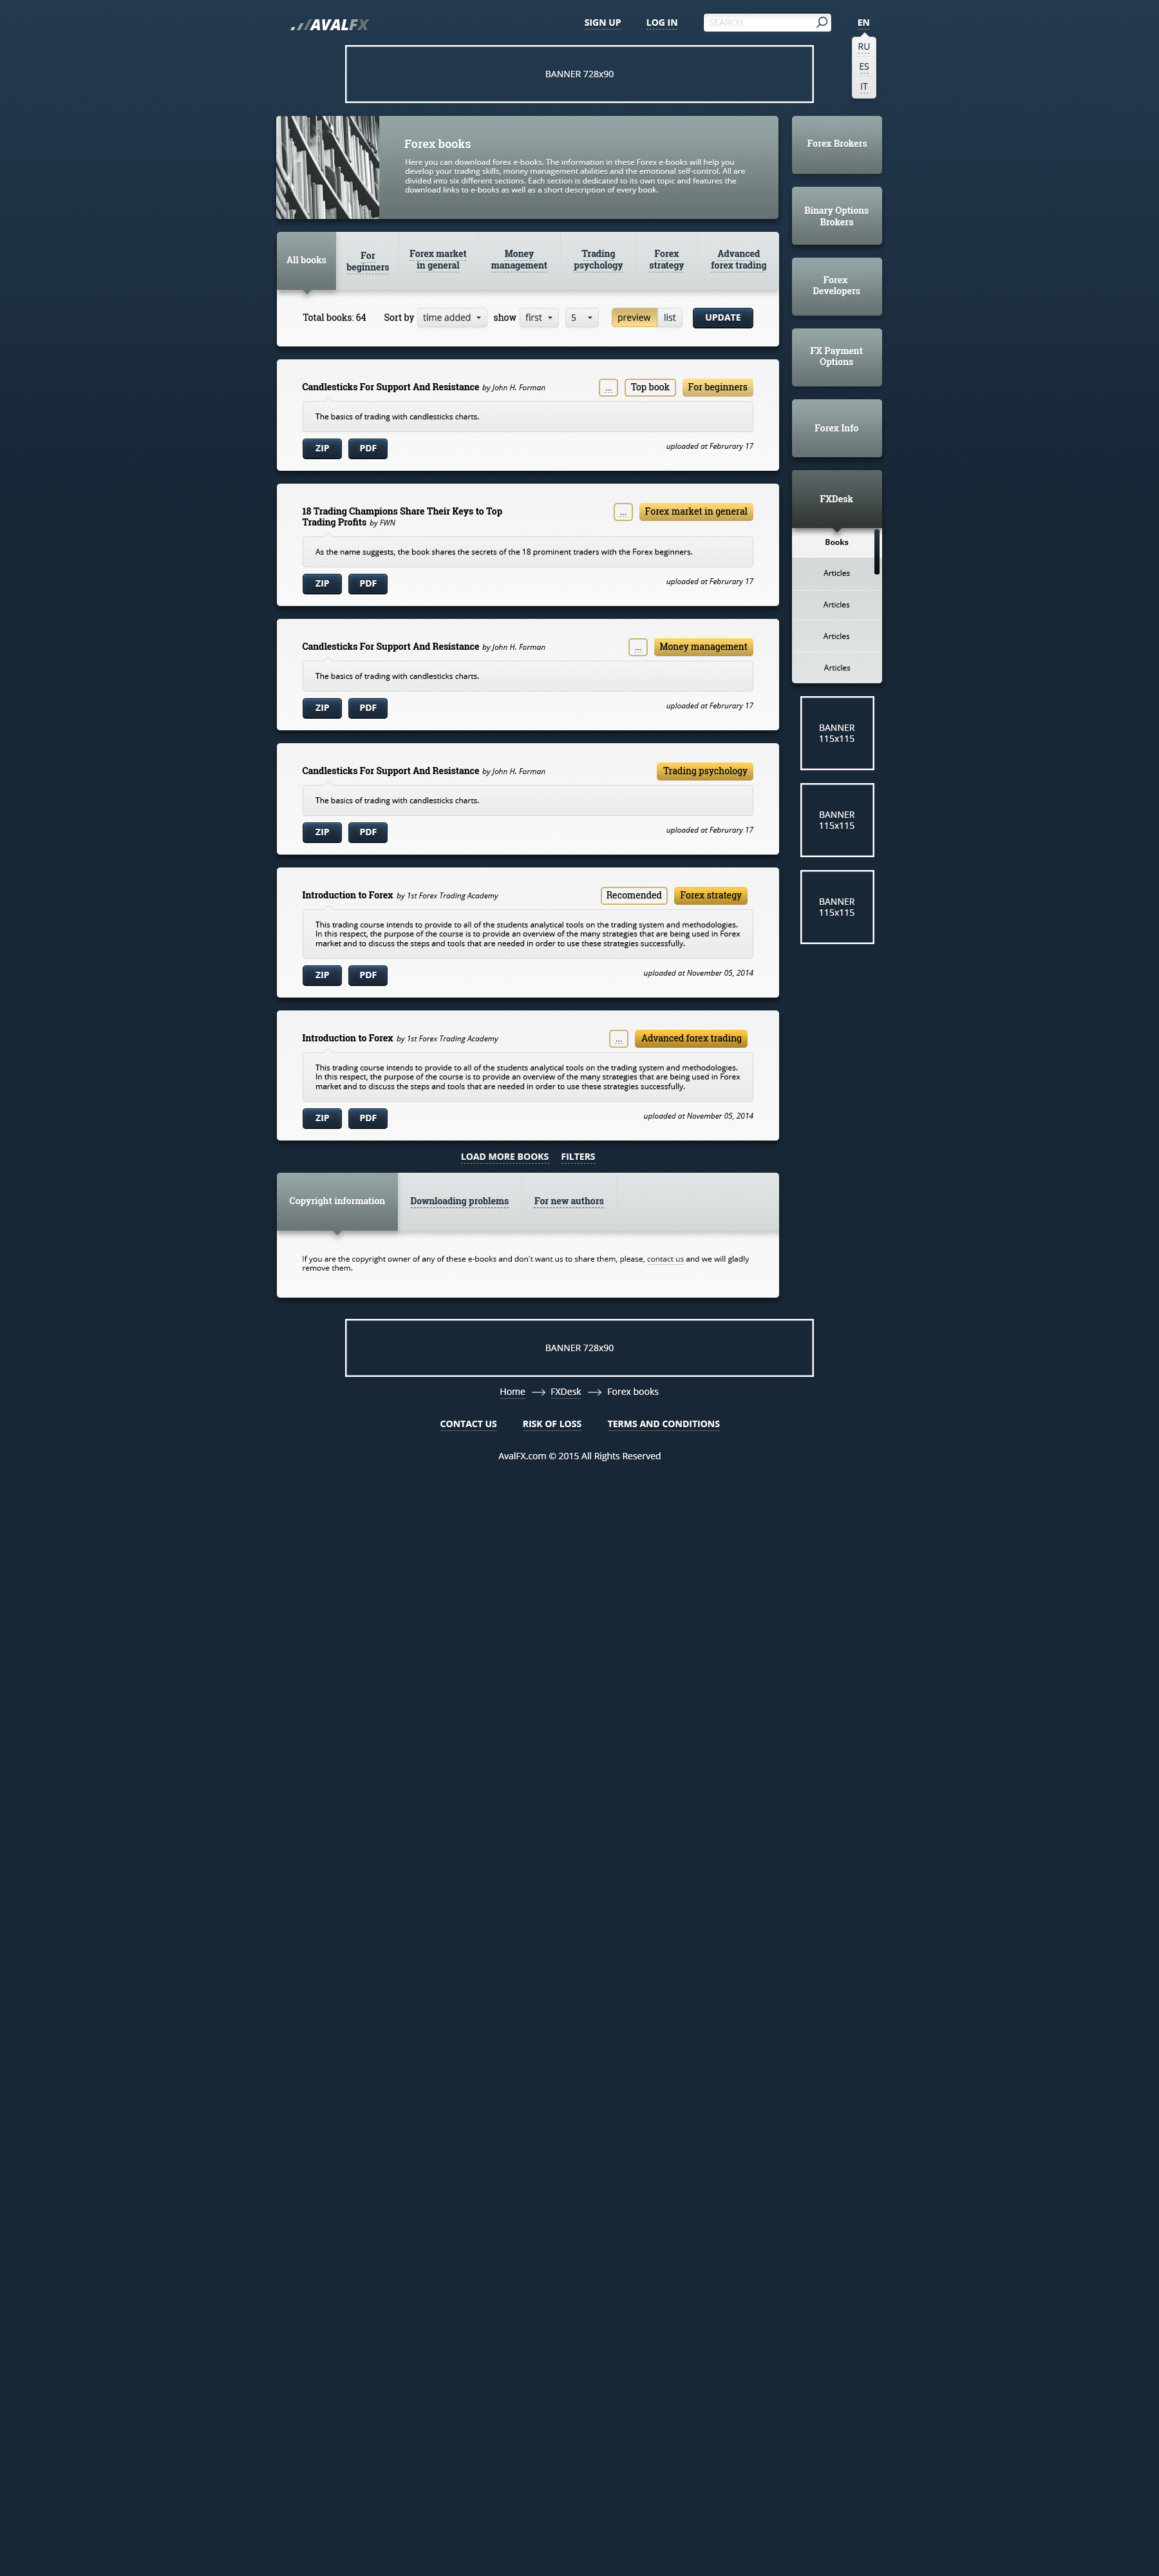 AVALFX
SIGN UP
LOG IN
SEARCH
EN
RU
ES
IT
BANNER 728x90
Forex books
Here you can download forex e-books. The information in these Forex e-books will help you
develop your trading skills, money management abilities and the emotional self-control. All are
divided into six different sections. Each section is dedicated to its own topic and features the
download links to e-books as well as a short description of every book.
All books
For
beginners
Forex market
in general
Money
management
Trading
psychology
Forex
strategy
Advanced
forex trading
Total books: 64
Sort by
time added
show
first
5
preview
list
UPDATE
Candlesticks For Support And Resistance by John H. Forman
...
Top book
For beginners
The basics of trading with candlesticks charts.
ZIP
PDF
uploaded at Februrary 17
18 Trading Champions Share Their Keys to Top
Trading Profits by FWN
...
Forex market in general
As the name suggests, the book shares the secrets of the 18 prominent traders with the Forex beginners.
ZIP
PDF
uploaded at Februrary 17
Candlesticks For Support And Resistance by John H. Forman
...
Money management
The basics of trading with candlesticks charts.
ZIP
PDF
uploaded at Februrary 17
Candlesticks For Support And Resistance by John H. Forman
Trading psychology
The basics of trading with candlesticks charts.
ZIP
PDF
uploaded at Februrary 17
Introduction to Forex by 1st Forex Trading Academy
Recomended
Forex strategy
This trading course intends to provide to all of the students analytical tools on the trading system and methodologies.
In this respect, the purpose of the course is to provide an overview of the many strategies that are being used in Forex
market and to discuss the steps and tools that are needed in order to use these strategies successfully.
ZIP
PDF
uploaded at November 05, 2014
Introduction to Forex by 1st Forex Trading Academy
...
Advanced forex trading
This trading course intends to provide to all of the students analytical tools on the trading system and methodologies.
In this respect, the purpose of the course is to provide an overview of the many strategies that are being used in Forex
market and to discuss the steps and tools that are needed in order to use these strategies successfully.
ZIP
PDF
uploaded at November 05, 2014
LOAD MORE BOOKS
FILTERS
Copyright information
Downloading problems
For new authors
If you are the copyright owner of any of these e-books and don't want us to share them, please, contact us and we will gladly
remove them.
Forex Brokers
Binary Options
Brokers
Forex
Developers
FX Payment
Options
Forex Info
FXDesk
Books
Articles
Articles
Articles
Articles
BANNER
115x115
BANNER
115x115
BANNER
115x115
BANNER 728x90
Home
FXDesk
Forex books
CONTACT US
RISK OF LOSS
TERMS AND CONDITIONS
AvalFX.com © 2015 All Rights Reserved